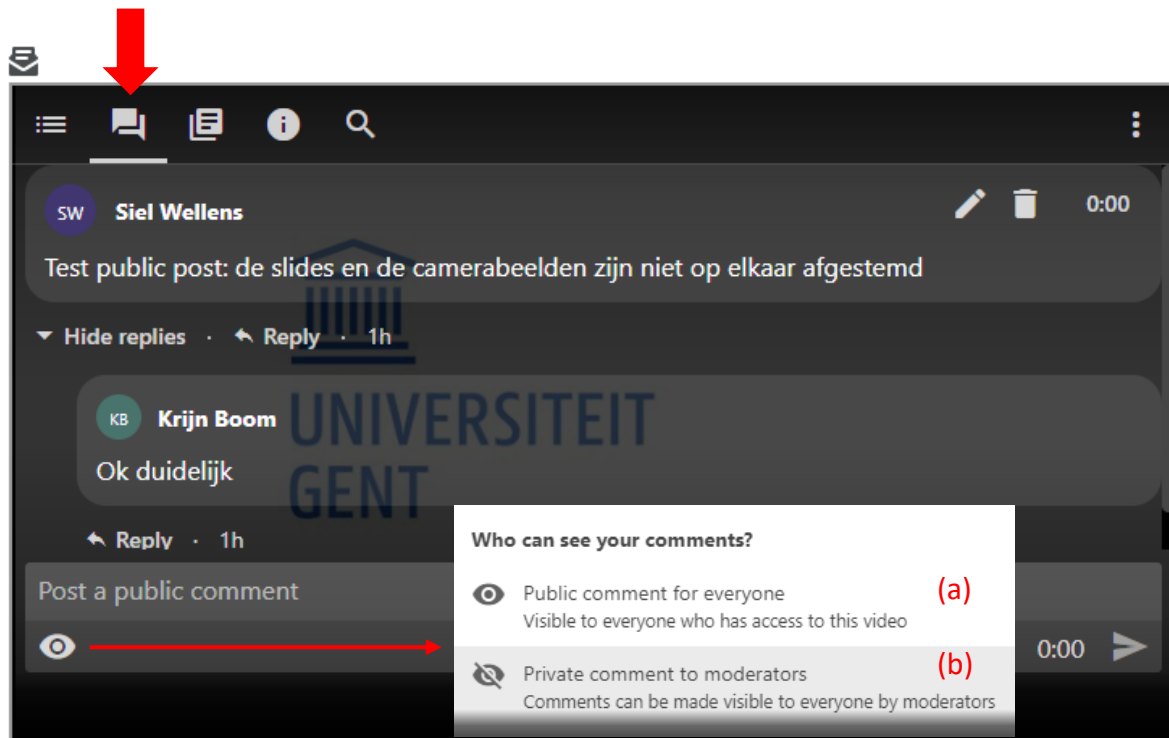 SW Siel Wellens 0:00
Test public post: de slides en de camerabeelden zijn niet op elkaar afgestemd
Hide replies · Reply · 1h
KB Krijn Boom
Ok duidelijk
UNIVERSITEIT
GENT
Reply · 1h
Post a public comment
0:00
Who can see your comments?
Public comment for everyone (a)
Visible to everyone who has access to this video
Private comment to moderators (b)
Comments can be made visible to everyone by moderators